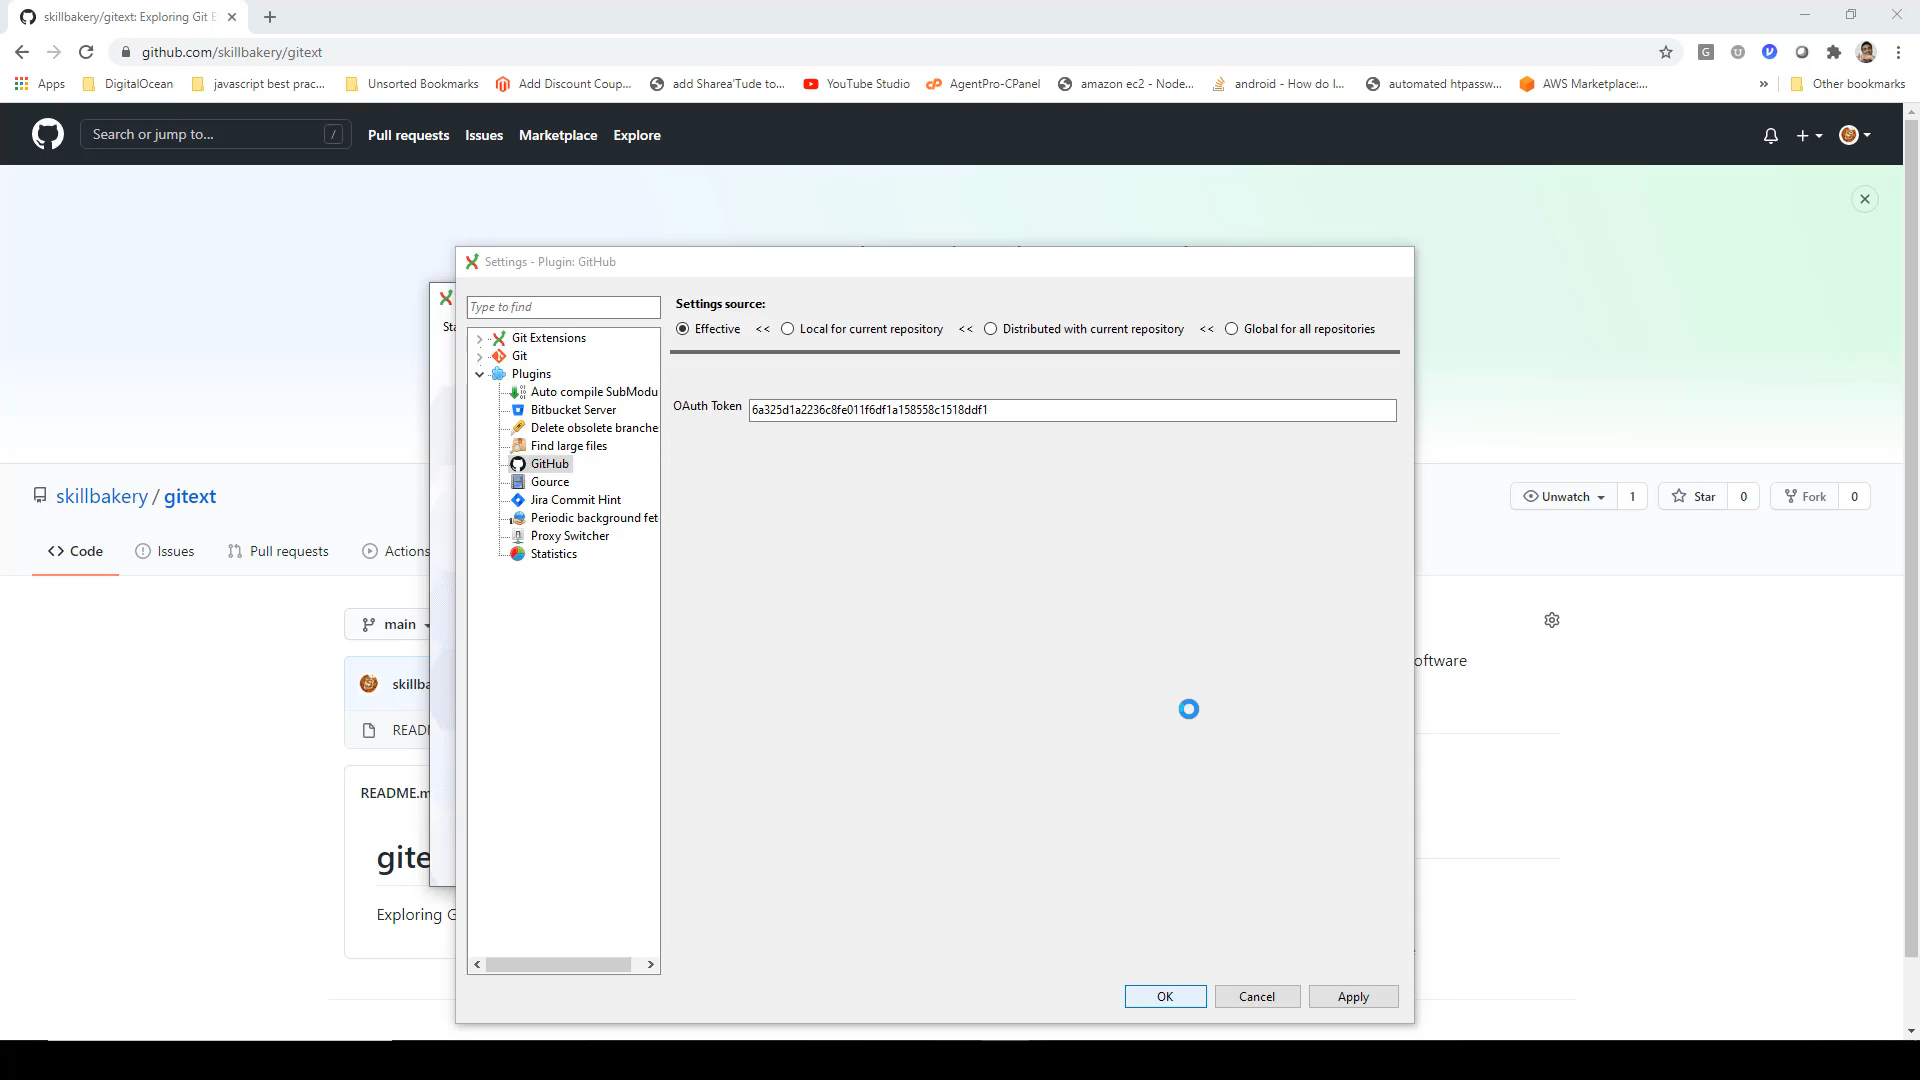 skillbakery/gitext: Exploring Git E
github.com/skillbakery/gitext
Apps DigitalOcean javascript best prac... Unsorted Bookmarks Add Discount Coup... add Sharea'Tude to... YouTube Studio AgentPro-CPanel amazon ec2 - Node... android - How do I... automated htpassw... AWS Marketplace:... » Other bookmarks
Search or jump to... / Pull requests Issues Marketplace Explore
Settings - Plugin: GitHub
Type to find
Settings source:
Effective << Local for current repository << Distributed with current repository << Global for all repositories
Git Extensions
Git
Plugins
Auto compile SubModu
Bitbucket Server
Delete obsolete branche
Find large files
GitHub
Gource
Jira Commit Hint
Periodic background fet
Proxy Switcher
Statistics
OAuth Token 6a325d1a2236c8fe011f6df1a158558c1518ddf1
OK Cancel Apply
Sta
skillbakery / gitext
Unwatch 1 Star 0 Fork 0
Code Issues Pull requests Actions
main
skillba
READ
README.m
gite
Exploring G
oftware